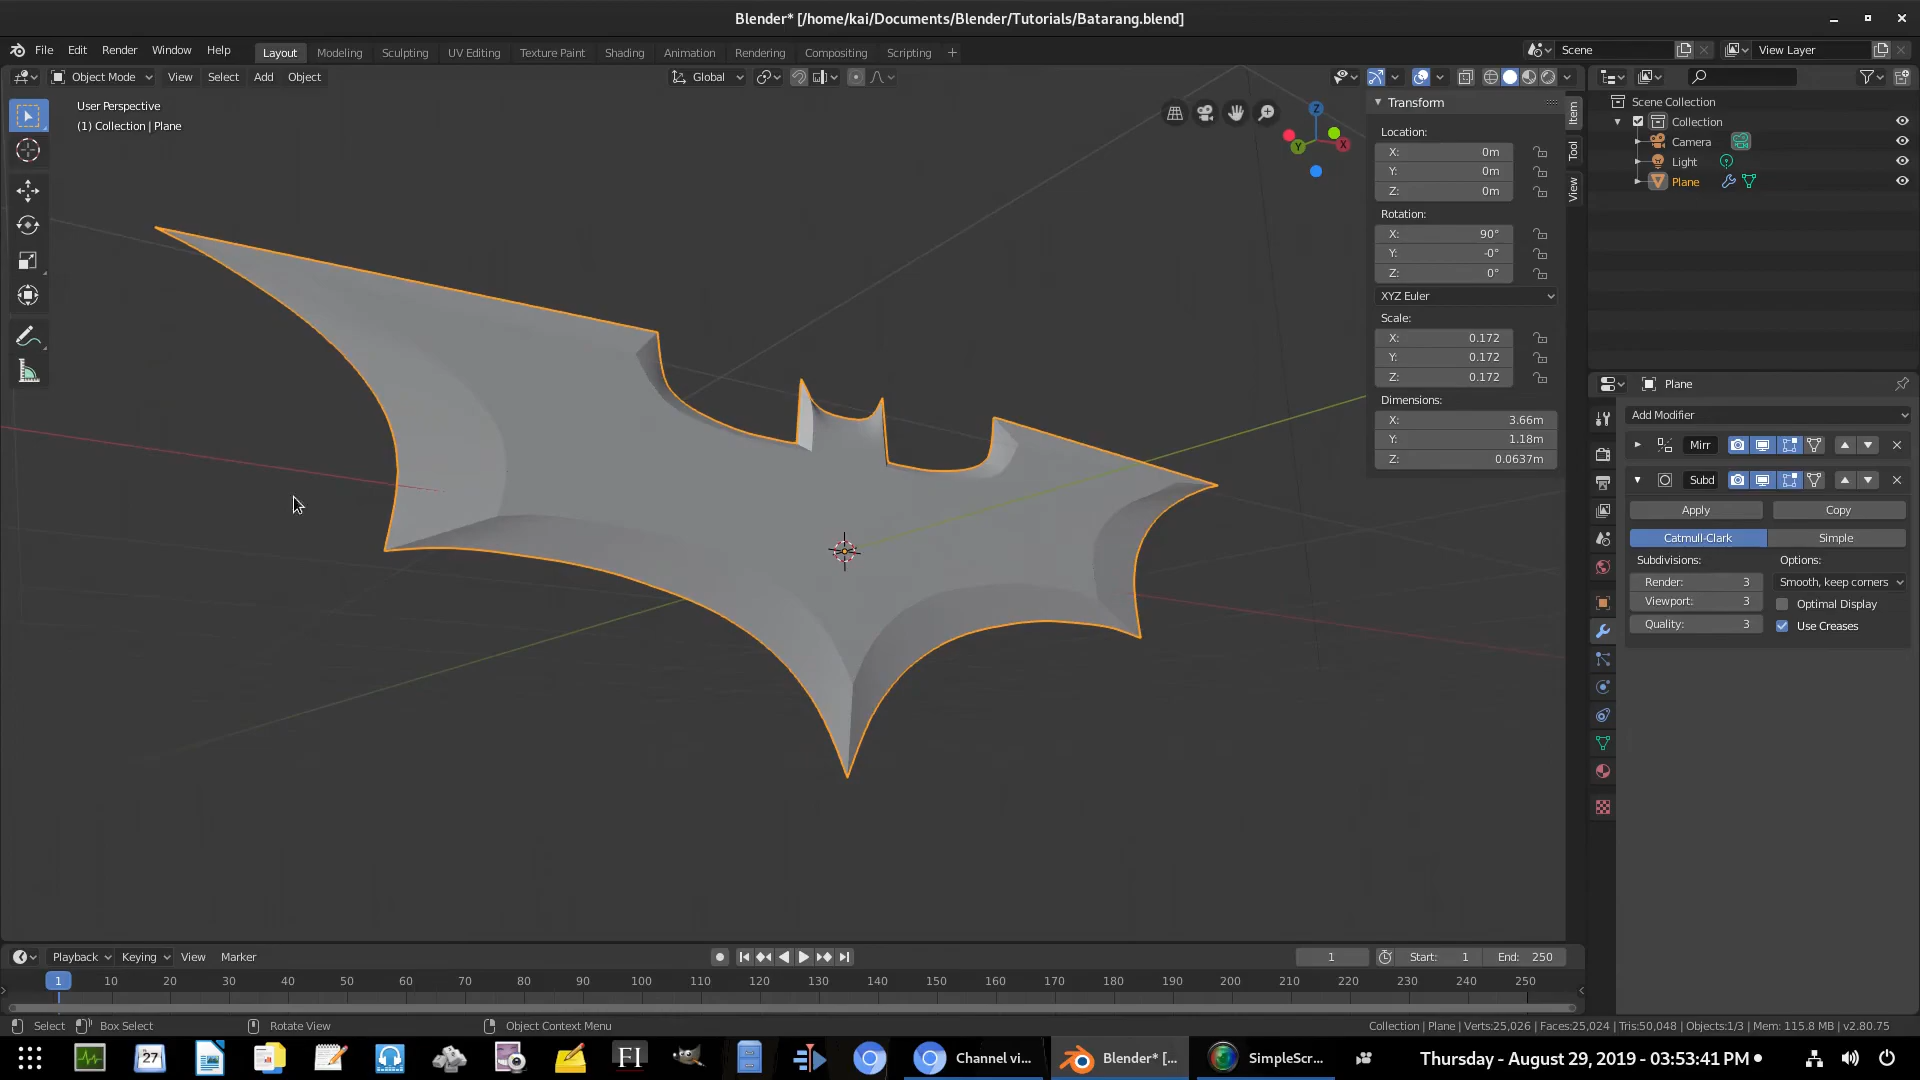 Blender* [/home/kai/Documents/Blender/Tutorials/Batarang.blend]
File Edit Render Window Help
Layout Modeling Sculpting UV Editing Texture Paint Shading Animation Rendering Compositing Scripting +
Scene View Layer
Object Mode View Select Add Object Global
User Perspective
(1) Collection | Plane
Z
Y
X
Item
Tool
View
Transform
Location:
X: 0m
Y: 0m
Z: 0m
Rotation:
X: 90°
Y: -0°
Z: 0°
XYZ Euler
Scale:
X: 0.172
Y: 0.172
Z: 0.172
Dimensions:
X: 3.66m
Y: 1.18m
Z: 0.0637m
Scene Collection
Collection
Camera
Light
Plane
Plane
Add Modifier
Mirr
Subd
Apply Copy
Catmull-Clark Simple
Subdivisions: Options:
Render: 3 Smooth, keep corners
Viewport: 3 Optimal Display
Quality: 3 Use Creases
Playback Keying View Marker 1 Start: 1 End: 250
1 10 20 30 40 50 60 70 80 90 100 110 120 130 140 150 160 170 180 190 200 210 220 230 240 250
Select Box Select Rotate View Object Context Menu Collection | Plane | Verts:25,026 | Faces:25,024 | Tris:50,048 | Objects:1/3 | Mem: 115.8 MB | v2.80.75
27 FI Channel vi... Blender* [... SimpleScr... Thursday - August 29, 2019 - 03:53:41 PM